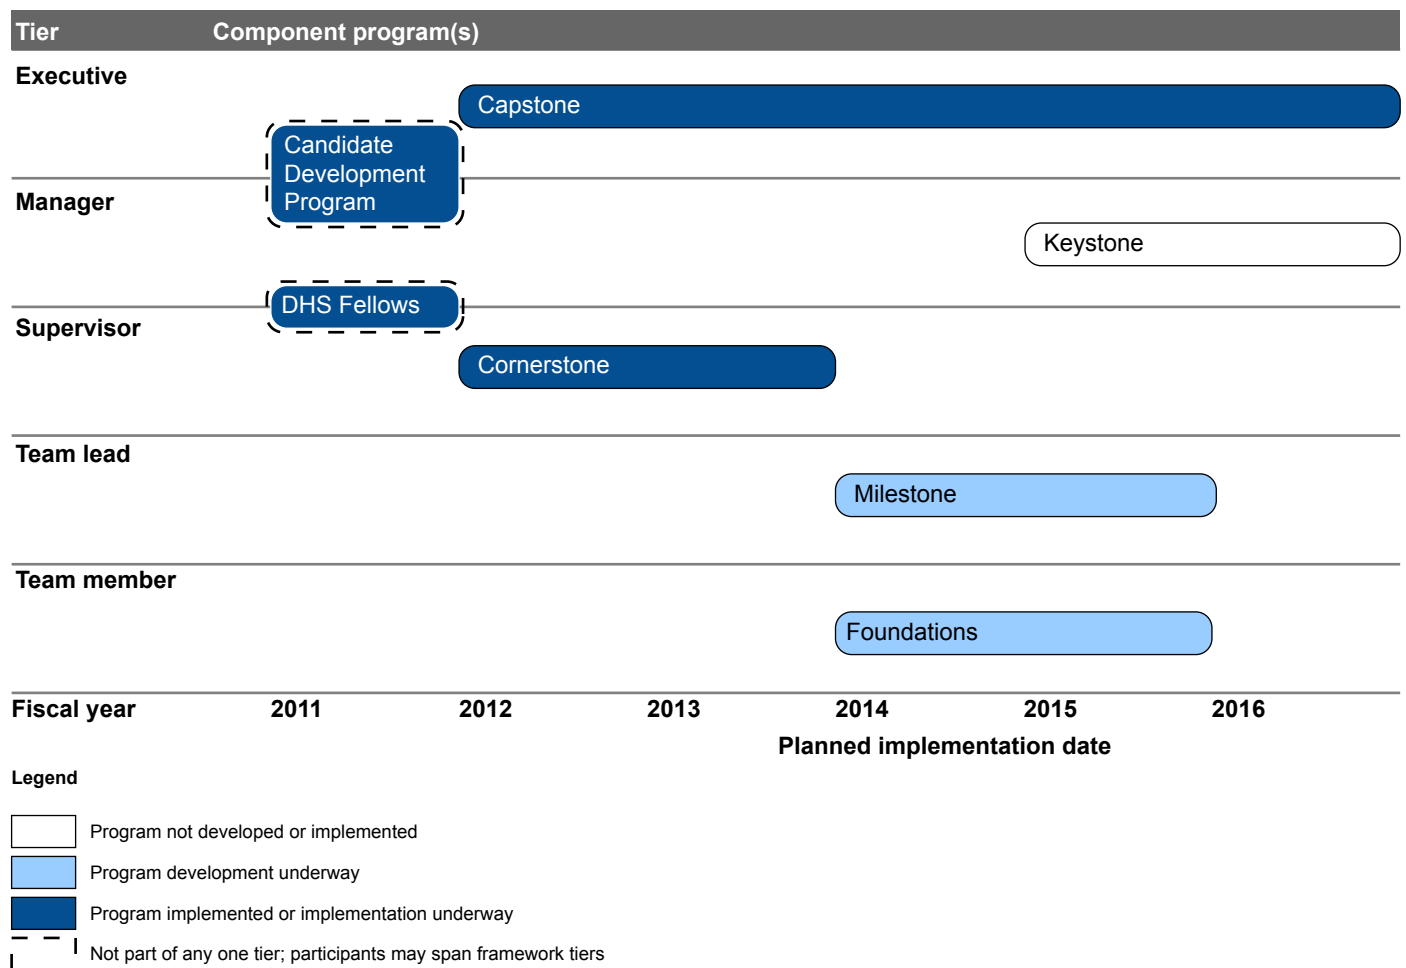 Tier Component program(s)
Executive
Capstone
Candidate
Development
Program
Manager
Keystone
DHS Fellows
Supervisor
Cornerstone
Team lead
Milestone
Team member
Foundations
Fiscal year 2011 2012 2013 2014 2015 2016
Planned implementation date
Legend
Program not developed or implemented
Program development underway
Program implemented or implementation underway
Not part of any one tier; participants may span framework tiers